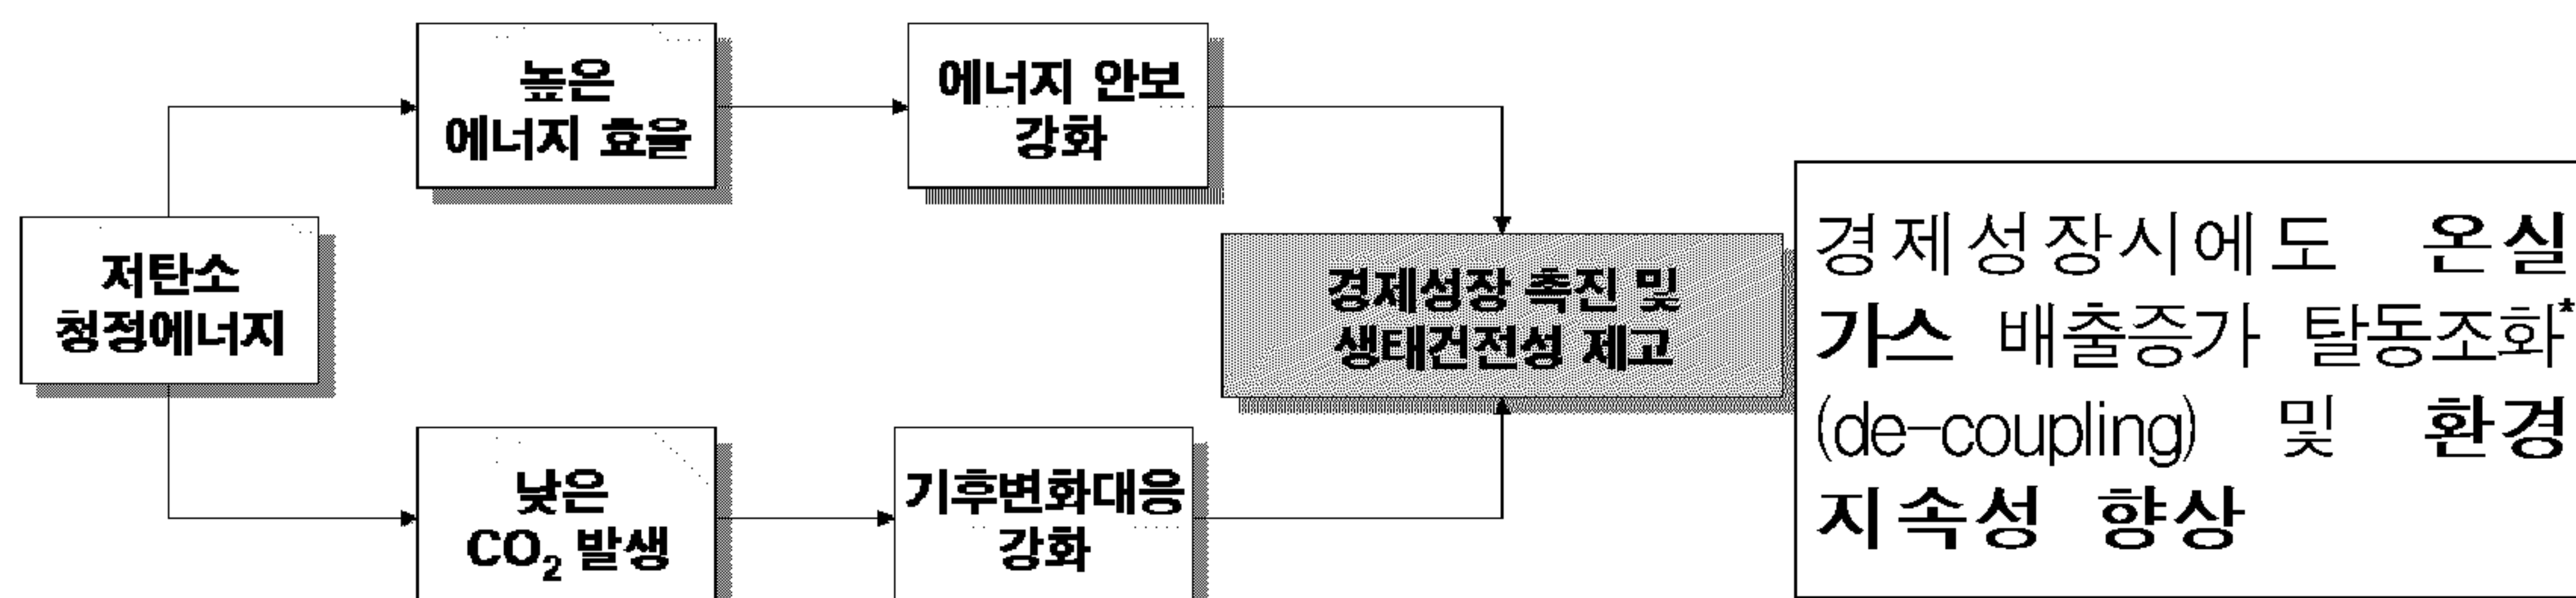 높은
에너지 효율
에너지 안보
강화
저탄소
청정에너지
경제성장 촉진 및
생태건전성 제고
낮은
CO₂ 발생
기후변화대응
강화
경제성장시에도 온실
가스 배출증가 탈동조화*
(de-coupling) 및 환경
지속성 향상